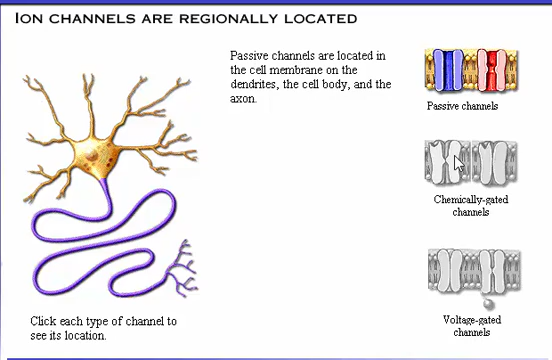 ION CHANNELS ARE REGIONALLY LOCATED
Passive channels are located in
the cell membrane on the
dendrites, the cell body, and the
axon.
Passive channels
Chemically-gated
channels
Voltage-gated
channels
Click each type of channel to
see its location.